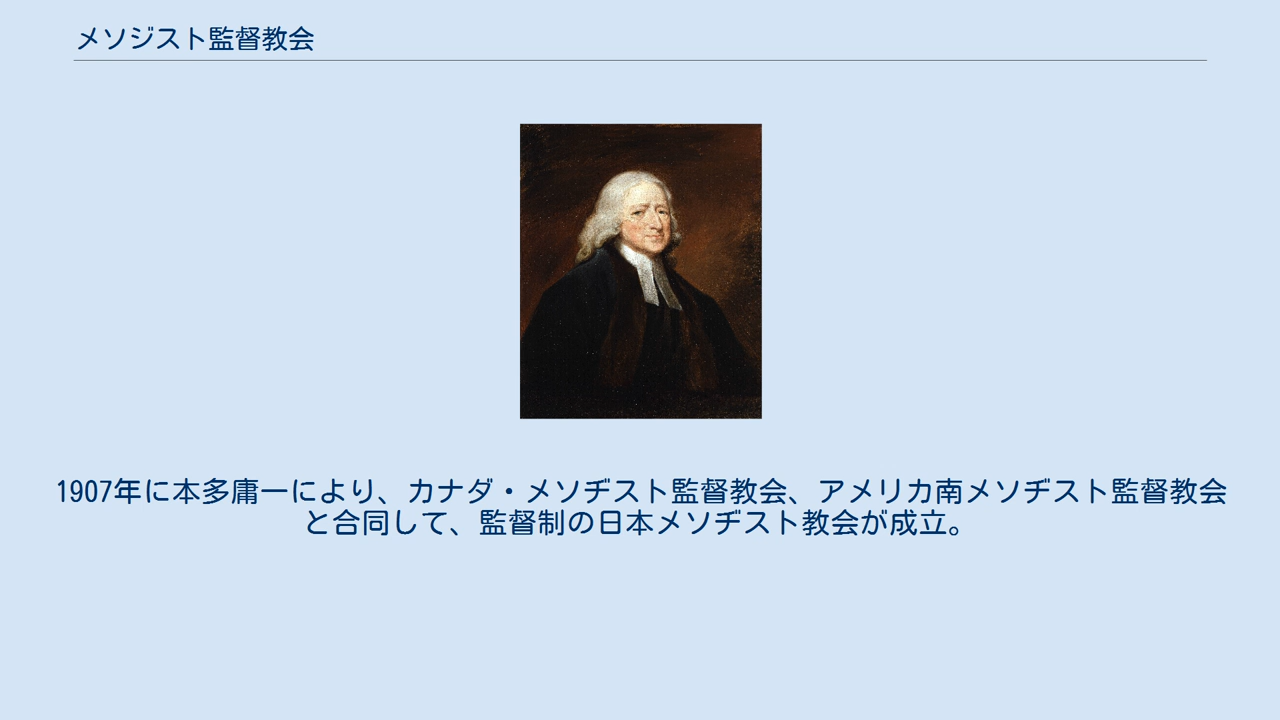 メソジスト監督教会
1907年に本多庸一により、カナダ・メソヂスト監督教会、アメリカ南メソヂスト監督教会
と合同して、監督制の日本メソヂスト教会が成立。